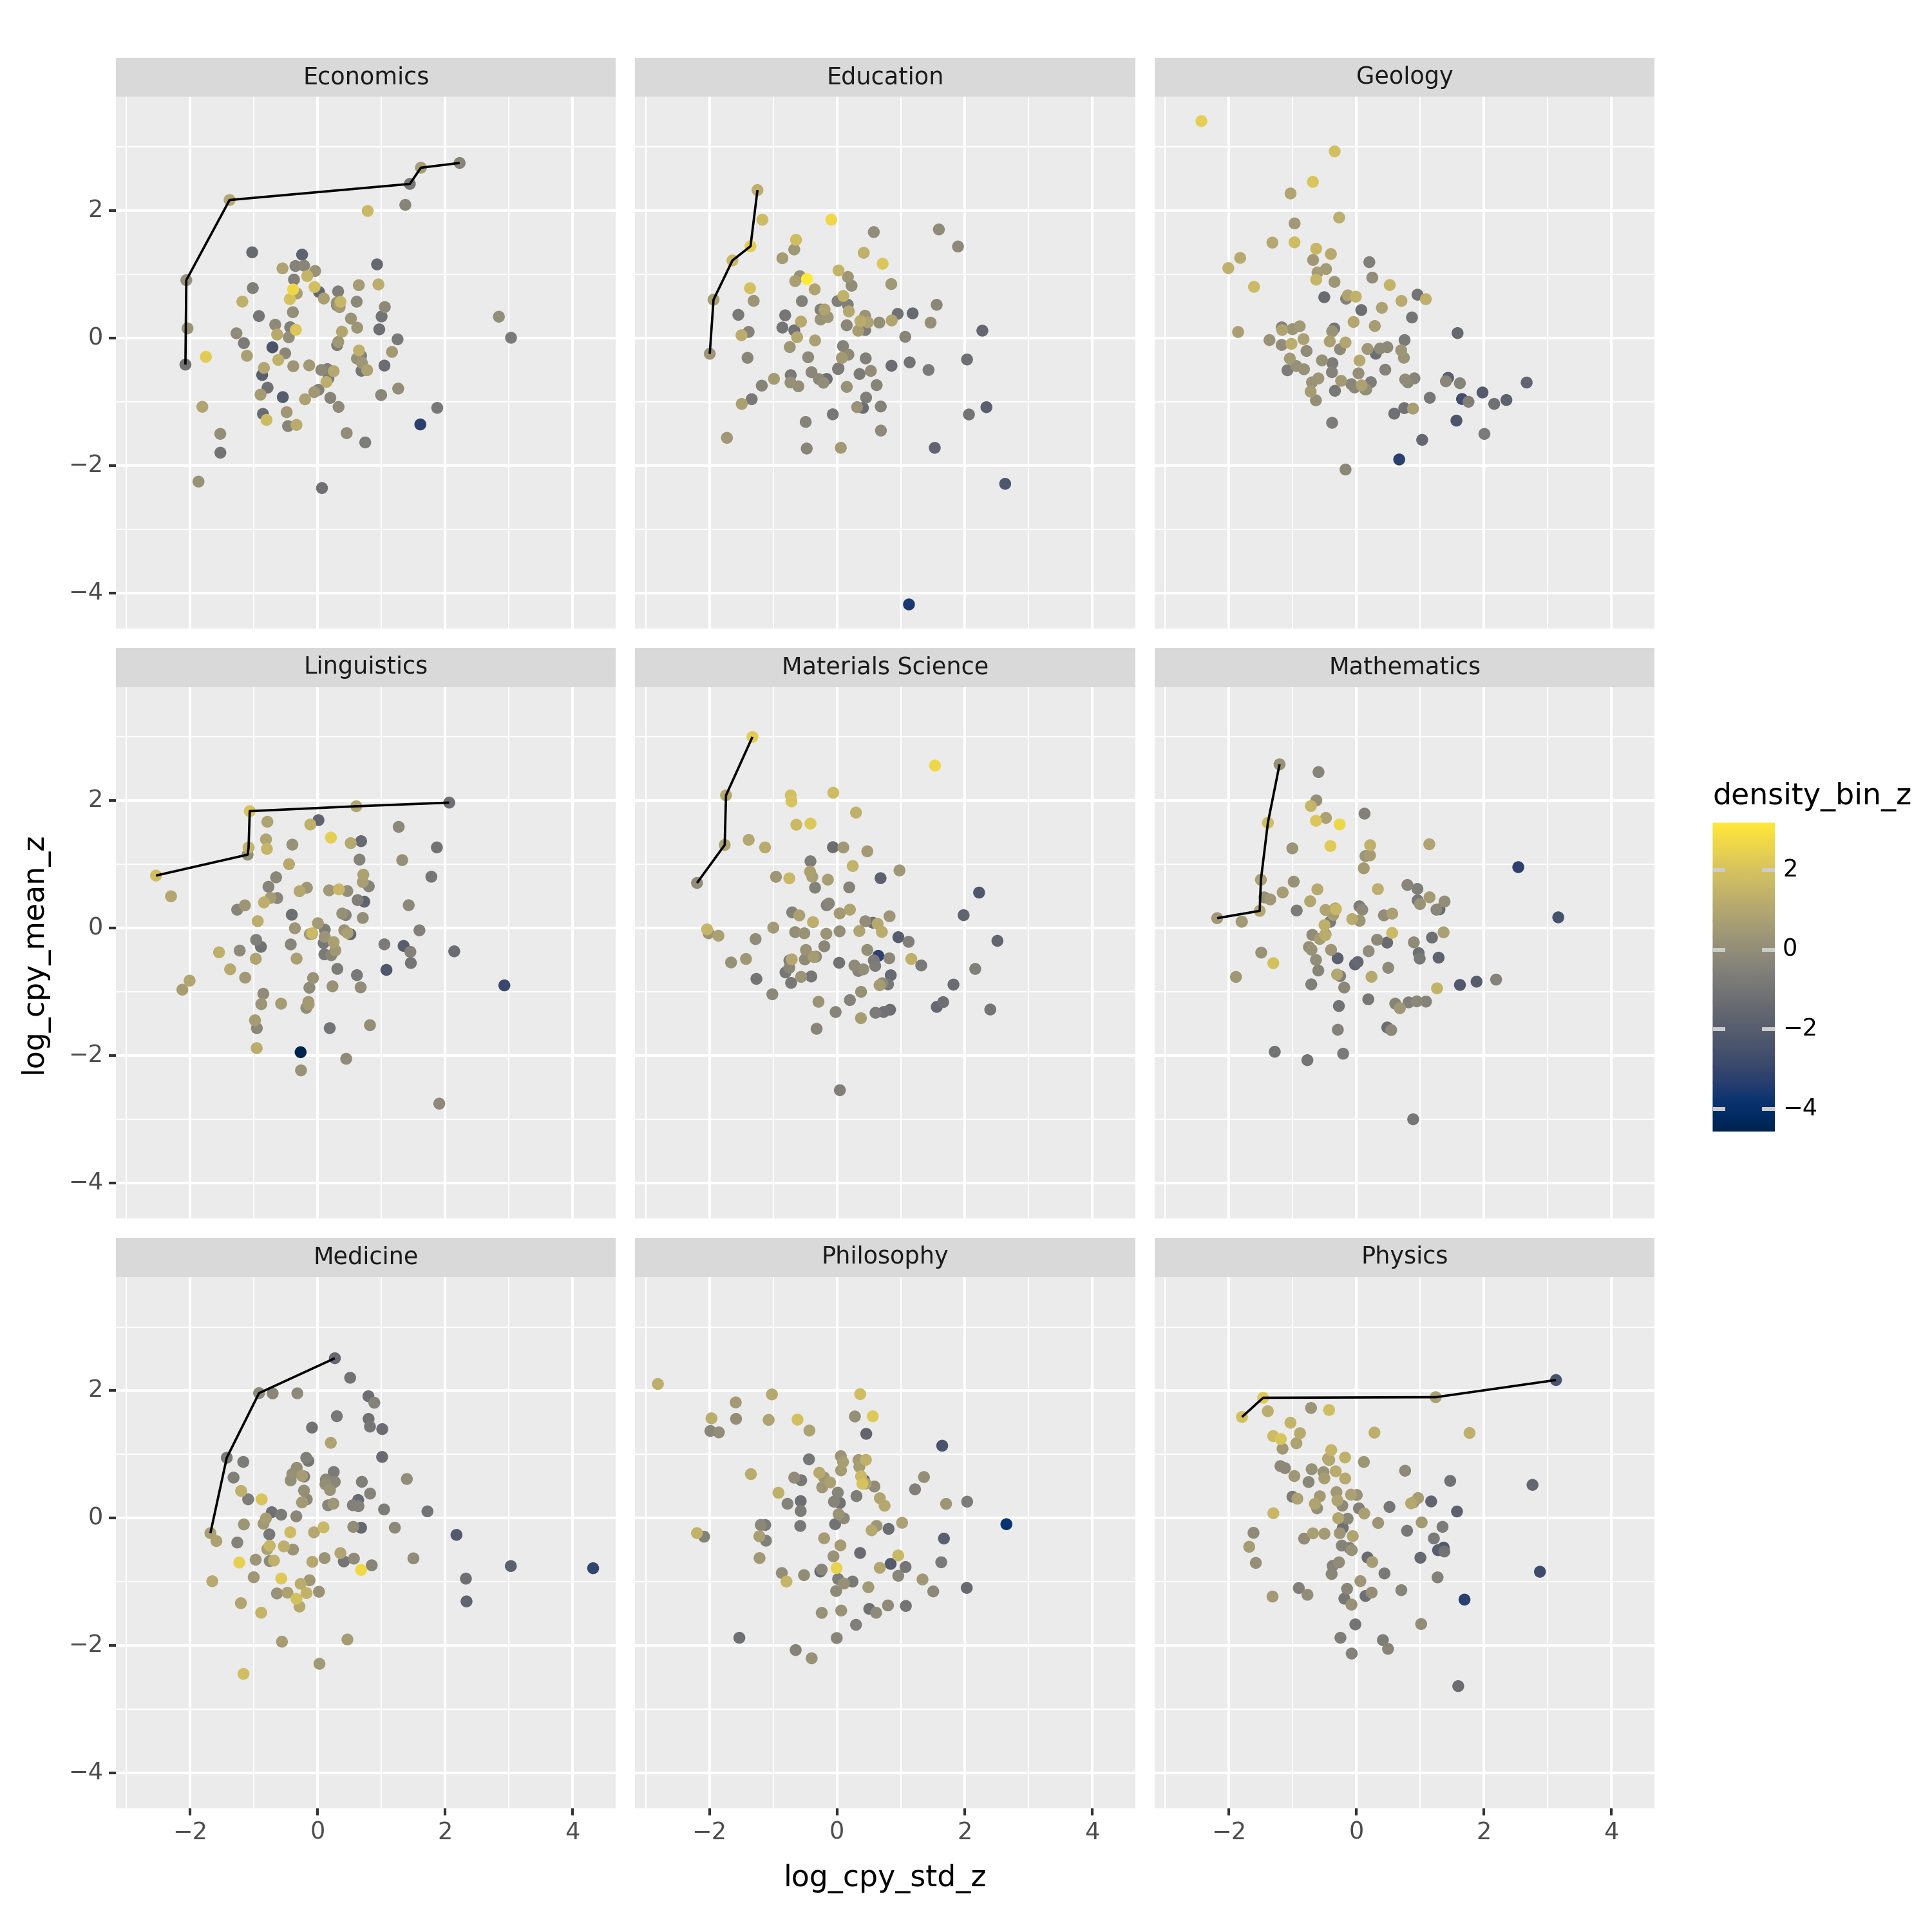 Economics
Education
Geology
2
0
−2
−4
Linguistics
Materials Science
Mathematics
2
0
−2
−4
Medicine
Philosophy
Physics
2
0
−2
−4
−2 0 2 4
−2 0 2 4
−2 0 2 4
log_cpy_std_z
log_cpy_mean_z
density_bin_z
2
0
−2
−4